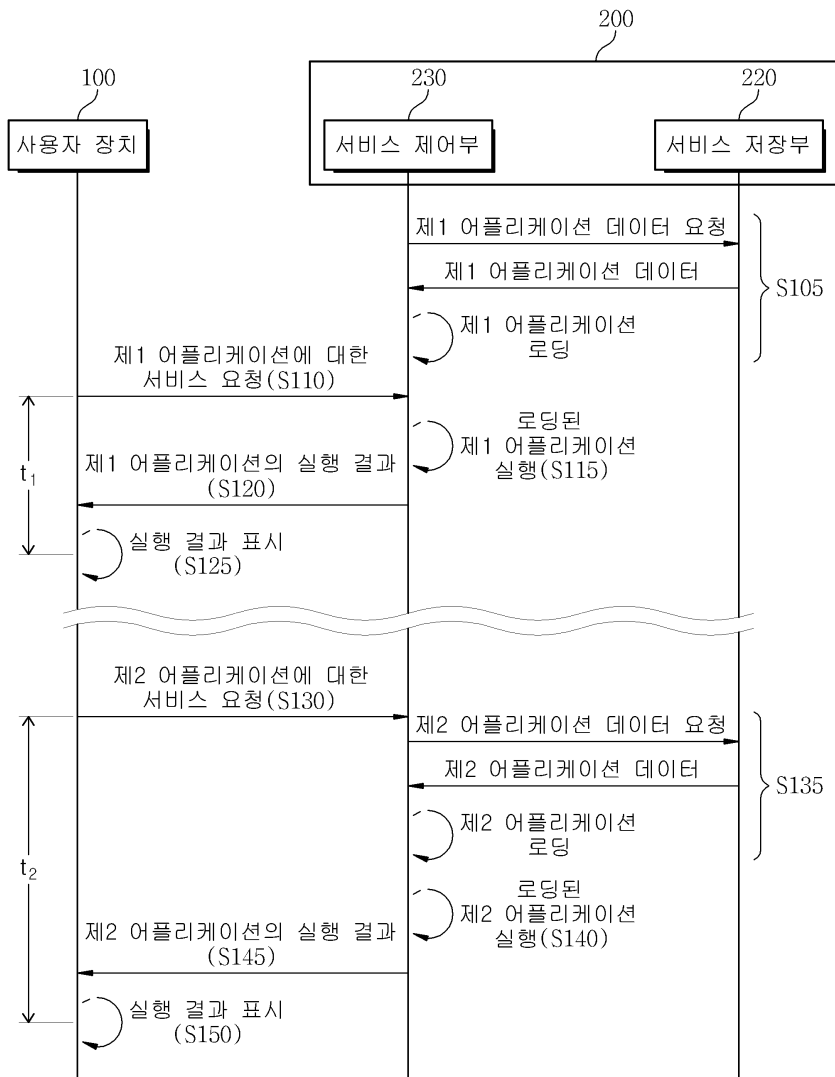 200
100
230
220
사용자 장치
서비스 제어부
서비스 저장부
제1 어플리케이션 데이터 요청
제1 어플리케이션 데이터
S105
제1 어플리케이션
로딩
제1 어플리케이션에 대한
서비스 요청(S110)
로딩된
제1 어플리케이션
실행(S115)
t1
제1 어플리케이션의 실행 결과
(S120)
실행 결과 표시
(S125)
제2 어플리케이션에 대한
서비스 요청(S130)
제2 어플리케이션 데이터 요청
제2 어플리케이션 데이터
S135
제2 어플리케이션
로딩
t2
로딩된
제2 어플리케이션
실행(S140)
제2 어플리케이션의 실행 결과
(S145)
실행 결과 표시
(S150)